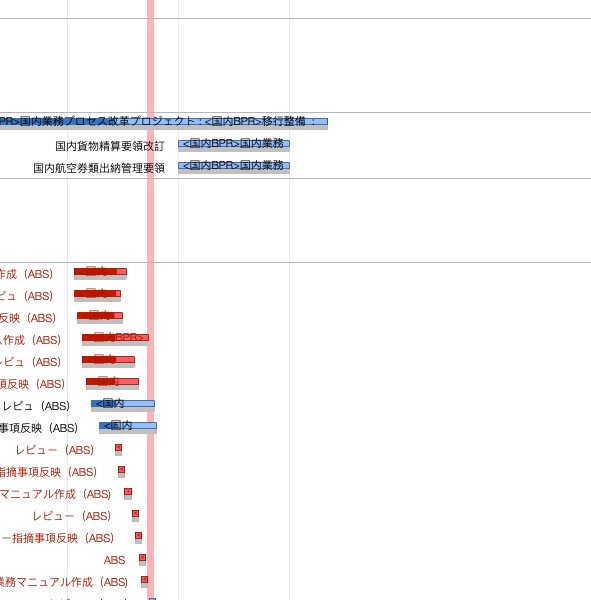 PR>国内業務プロセス改革プロジェクト：<国内BPR>移行整備：
国内貨物精算要領改訂 <国内BPR>国内業務
国内航空券類出納管理要領 <国内BPR>国内業務
作成（ABS） <国内
ビュ（ABS） <国内
反映（ABS） <国内
作成（ABS） <国内BPR>
レビュ（ABS） <国内
項反映（ABS） <国内
レビュ（ABS） <国内
事項反映（ABS） <国内
レビュー（ABS）
指摘事項反映（ABS）
マニュアル作成（ABS）
レビュー（ABS）
ー指摘事項反映（ABS）
ABS
業務マニュアル作成（ABS）